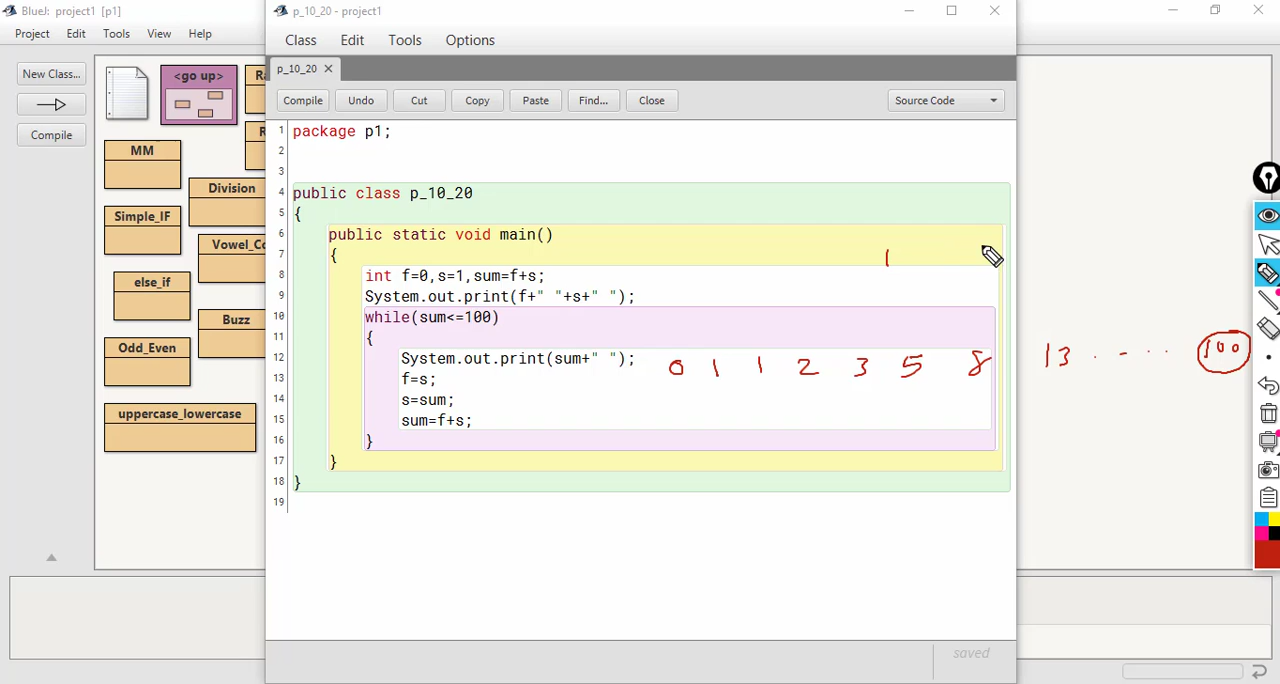 BlueJ: project1 [p1]
Project Edit Tools View Help
New Class...
Compile
<go up>
MM
Division
Simple_IF
Vowel_Co
else_if
Buzz
Odd_Even
uppercase_lowercase
p_10_20 - project1
Class Edit Tools Options
p_10_20
Compile Undo Cut Copy Paste Find... Close Source Code
1 package p1;
2
3
4 public class p_10_20
5 {
6 public static void main()
7 {
8 int f=0,s=1,sum=f+s;
9 System.out.print(f+" "+s+" ");
10 while(sum<=100)
11 {
12 System.out.print(sum+" ");
13 f=s;
14 s=sum;
15 sum=f+s;
16 }
17 }
18 }
19
1
0 1 1 2 3 5 8 13 . - . . 100
saved